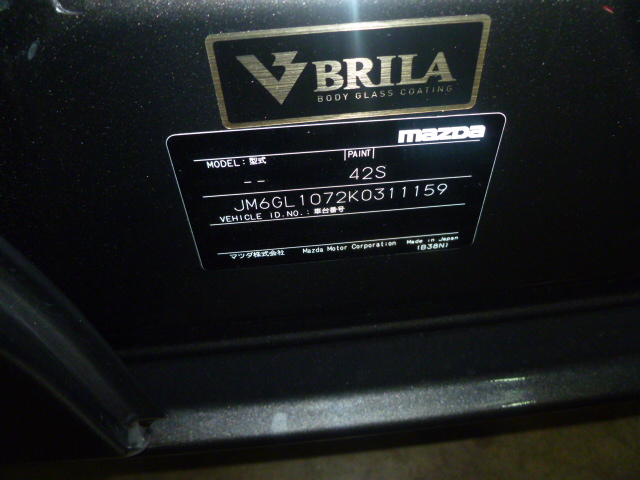 BRILA
BODY GLASS COATING
mazda
MODEL: 型式
PAINT
--
42S
JM6GL1072K0311159
VEHICLE ID.NO.: 車台番号
マツダ株式会社 Mazda Motor Corporation Made in Japan
(B38N)